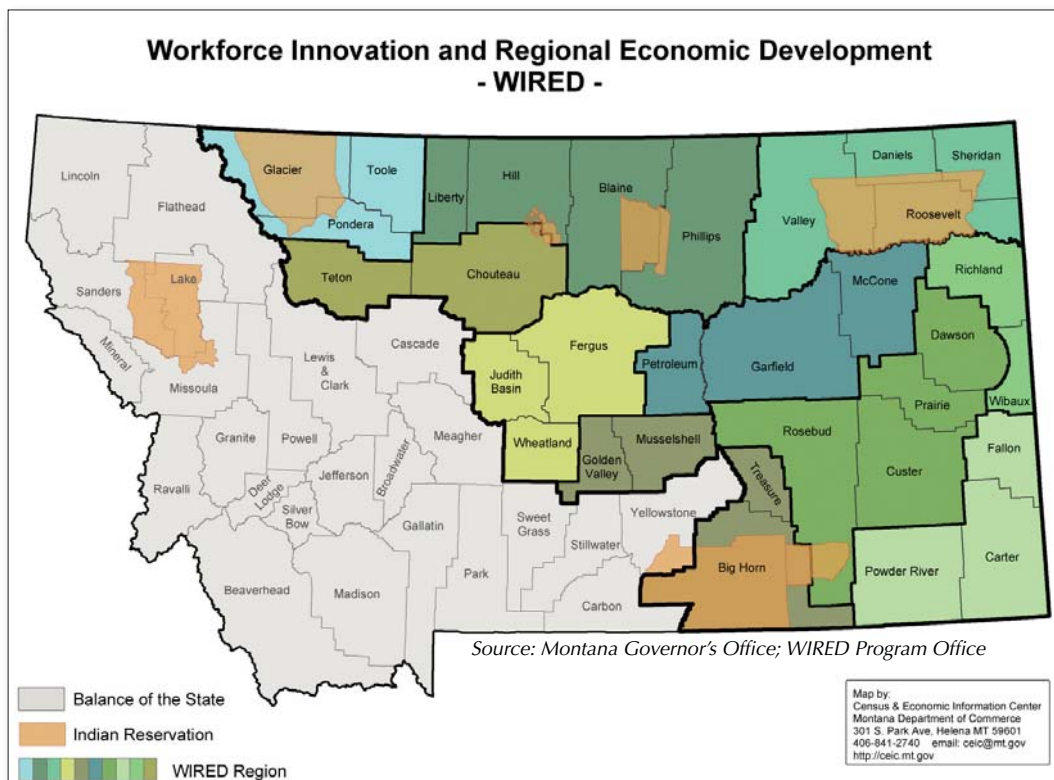 Workforce Innovation and Regional Economic Development
- WIRED -
Lincoln
Flathead
Glacier
Toole
Pondera
Liberty
Hill
Blaine
Phillips
Valley
Daniels
Sheridan
Roosevelt
Sanders
Lake
Teton
Chouteau
McCone
Richland
Mineral
Missoula
Lewis
& Clark
Cascade
Judith
Basin
Fergus
Petroleum
Garfield
Dawson
Prairie
Wibaux
Granite
Powell
Meagher
Wheatland
Golden
Valley
Musselshell
Rosebud
Treasure
Custer
Fallon
Ravalli
Deer
Lodge
Silver
Bow
Jefferson
Broadwater
Gallatin
Sweet
Grass
Yellowstone
Stillwater
Beaverhead
Madison
Park
Carbon
Big Horn
Powder River
Carter
Source: Montana Governor's Office; WIRED Program Office
Balance of the State
Indian Reservation
WIRED Region
Map by:
Census & Economic Information Center
Montana Department of Commerce
301 S. Park Ave, Helena MT 59601
406-841-2740 email: ceic@mt.gov
http://ceic.mt.gov